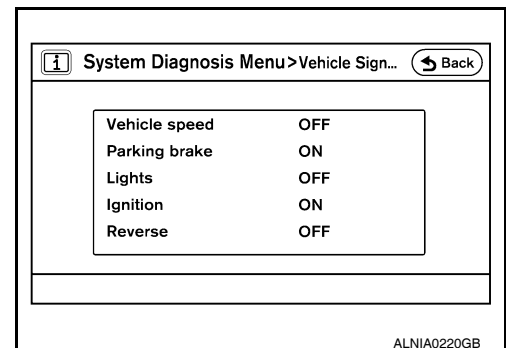 i System Diagnosis Menu>Vehicle Sign... Back
Vehicle speed OFF
Parking brake ON
Lights OFF
Ignition ON
Reverse OFF
ALNIA0220GB